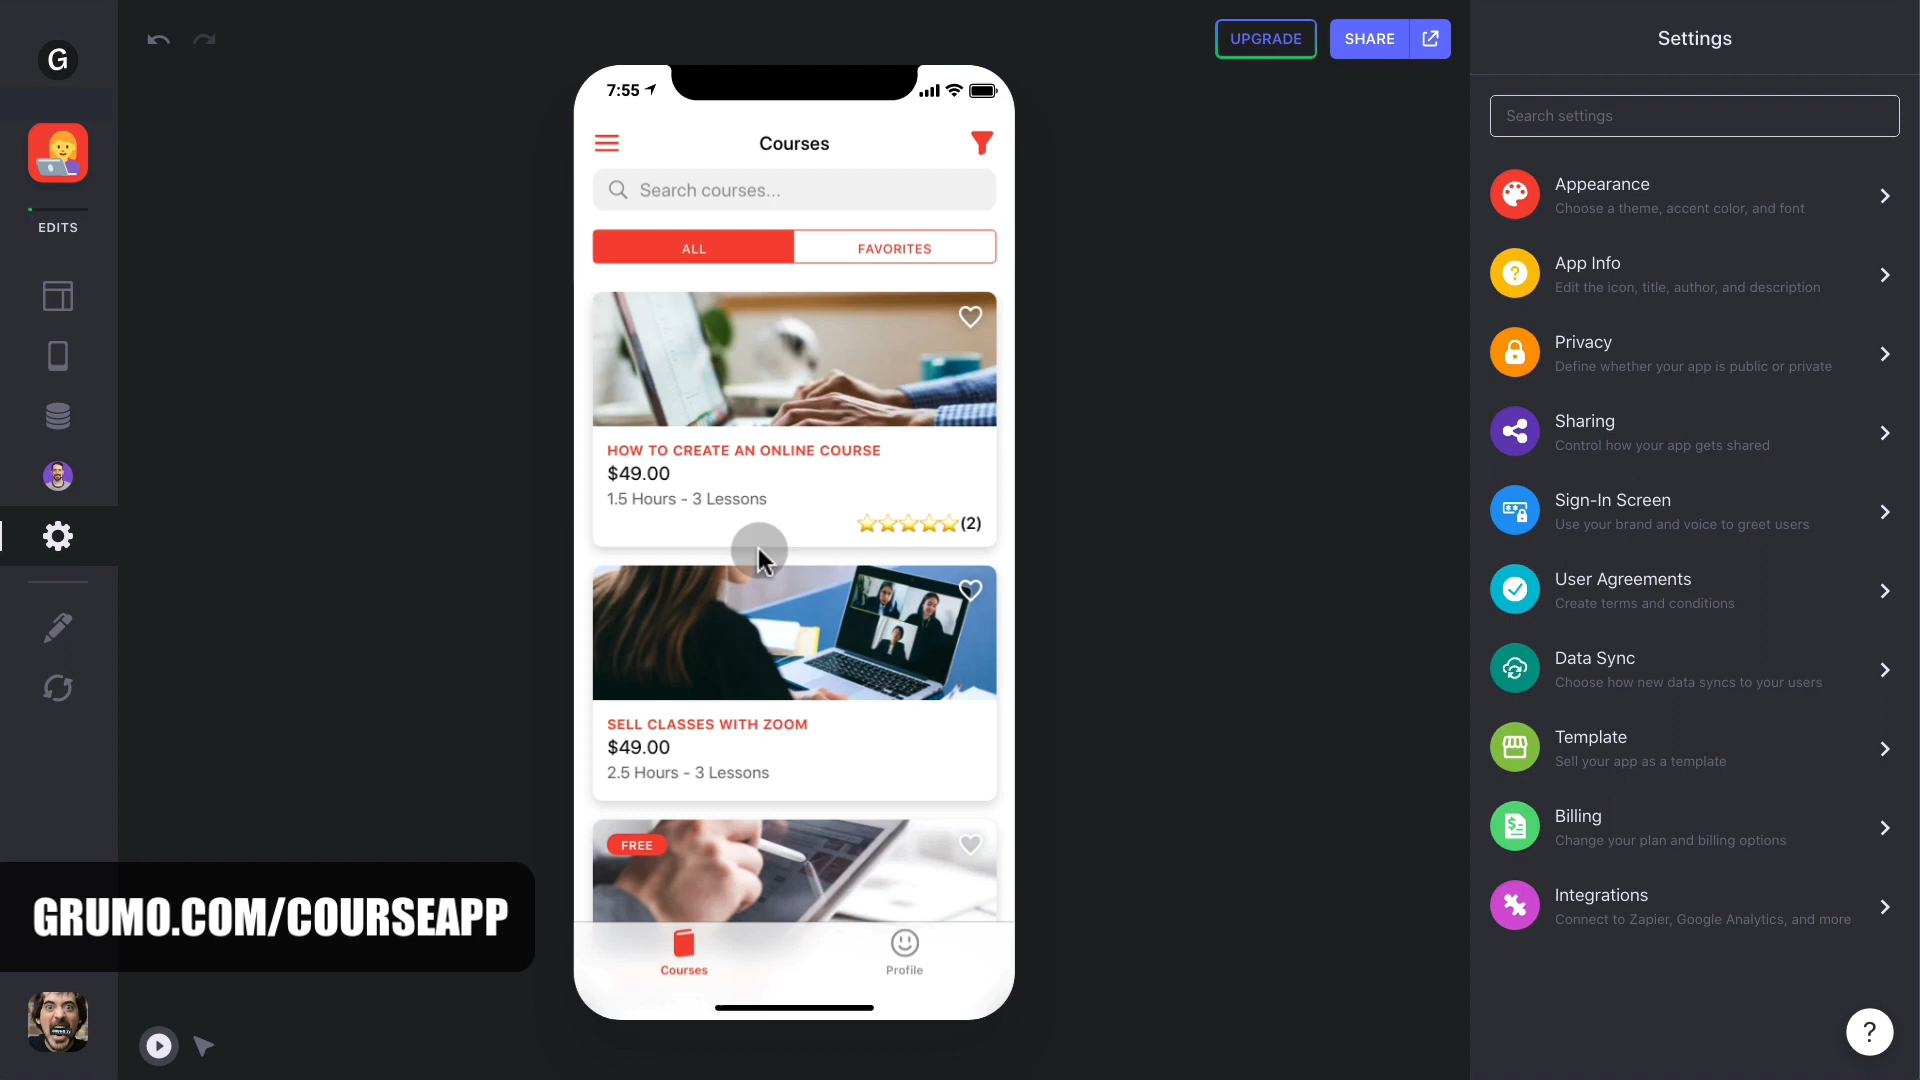 G
EDITS
UPGRADE
SHARE
7:55
Courses
Search courses...
ALL
FAVORITES
HOW TO CREATE AN ONLINE COURSE
$49.00
1.5 Hours - 3 Lessons
(2)
SELL CLASSES WITH ZOOM
$49.00
2.5 Hours - 3 Lessons
FREE
Courses
Profile
GRUMO.COM/COURSEAPP
Settings
Search settings
Appearance
Choose a theme, accent color, and font
App Info
Edit the icon, title, author, and description
Privacy
Define whether your app is public or private
Sharing
Control how your app gets shared
Sign-In Screen
Use your brand and voice to greet users
User Agreements
Create terms and conditions
Data Sync
Choose how new data syncs to your users
Template
Sell your app as a template
Billing
Change your plan and billing options
Integrations
Connect to Zapier, Google Analytics, and more
?